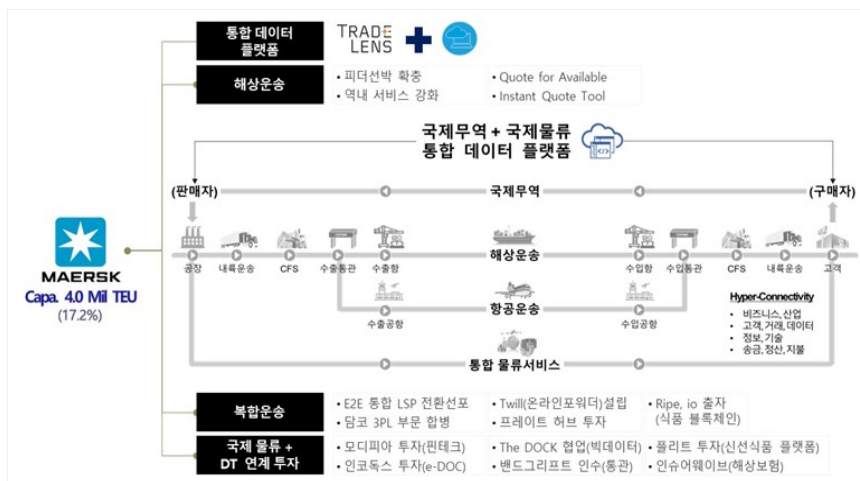 통합 데이터
플랫폼
TRADE
LENS
해상운송
• 피더선박 확충
• 역내 서비스 강화
• Quote for Available
• Instant Quote Tool
국제무역 + 국제물류
통합 데이터 플랫폼
(판매자)
국제무역
(구매자)
해상운송
공장
내륙운송
CFS
수출통관
수출항
수입항
수입통관
CFS
내륙운송
고객
MAERSK
Capa. 4.0 Mil TEU
(17.2%)
항공운송
수출공항
수입공항
Hyper-Connectivity
• 비즈니스, 산업
• 고객, 거래, 데이터
• 정보, 기술
• 송금, 정산, 지불
통합 물류서비스
복합운송
• E2E 통합 LSP 전환선포
• 담코 3PL 부문 합병
• Twill(온라인포워더)설립
• 프레이트 허브 투자
• Ripe, io 출자
(식품 블록체인)
국제 물류 +
DT 연계 투자
• 모디피아 투자(핀테크)
• 인코독스 투자(e-DOC)
• The DOCK 협업(빅데이터)
• 밴드그리프트 인수(통관)
• 플리트 투자(신선식품 플랫폼)
• 인슈어웨이브(해상보험)